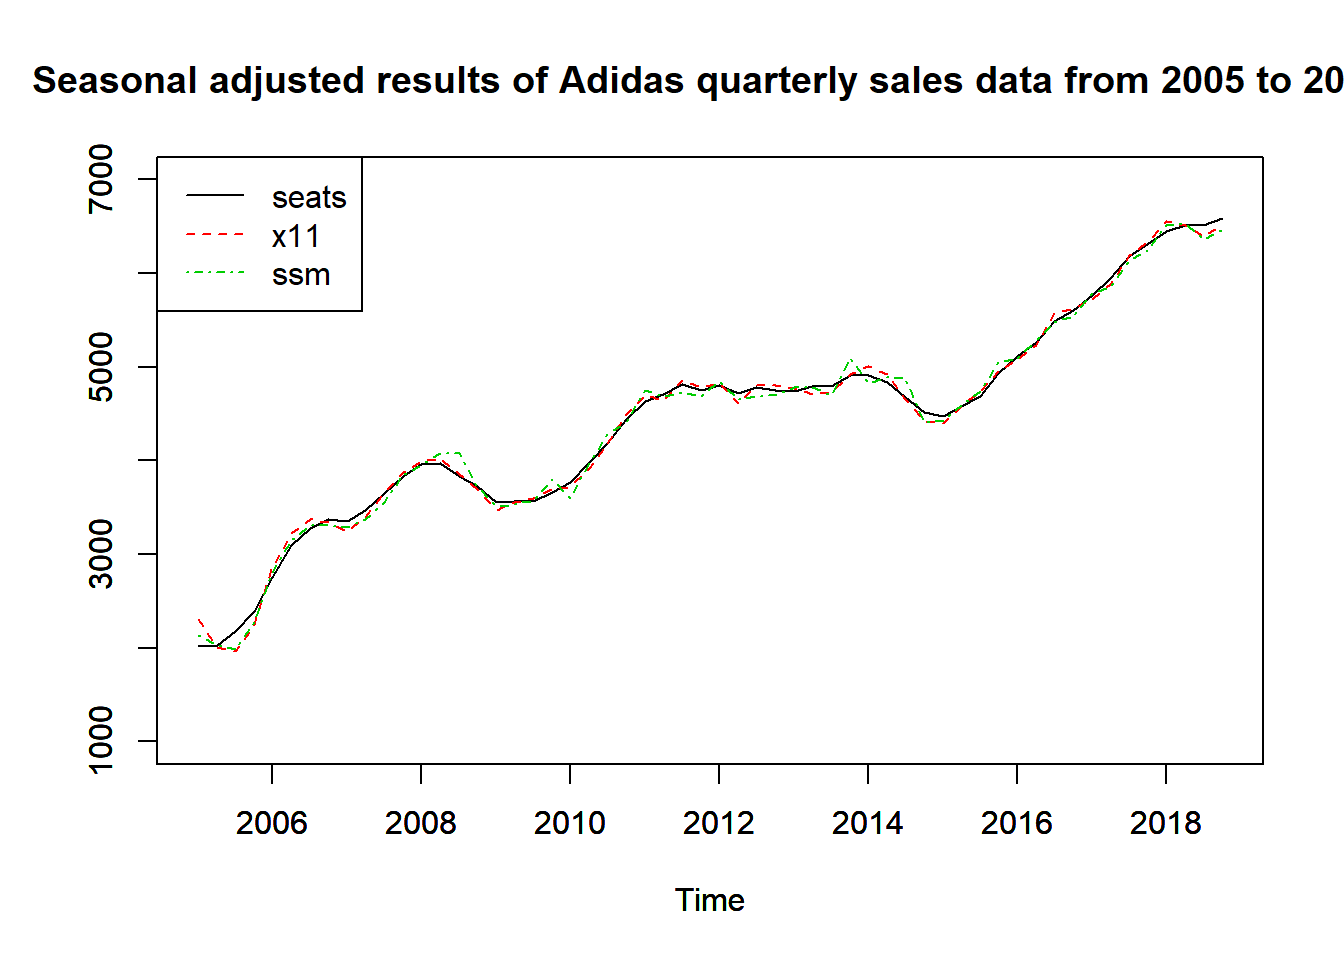 Seasonal adjusted results of Adidas quarterly sales data from 2005 to 20
7000
5000
3000
1000
seats
x11
ssm
2006 2008 2010 2012 2014 2016 2018
Time